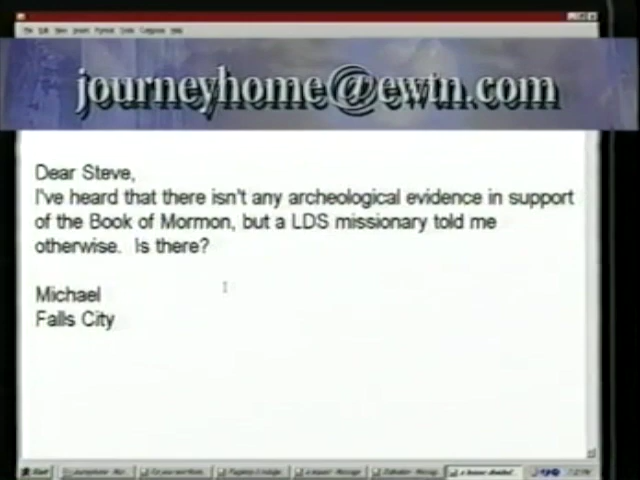 journeyhome@ewtn.com
Dear Steve,
I've heard that there isn't any archeological evidence in support
of the Book of Mormon, but a LDS missionary told me
otherwise.  Is there?
Michael
Falls City
Start